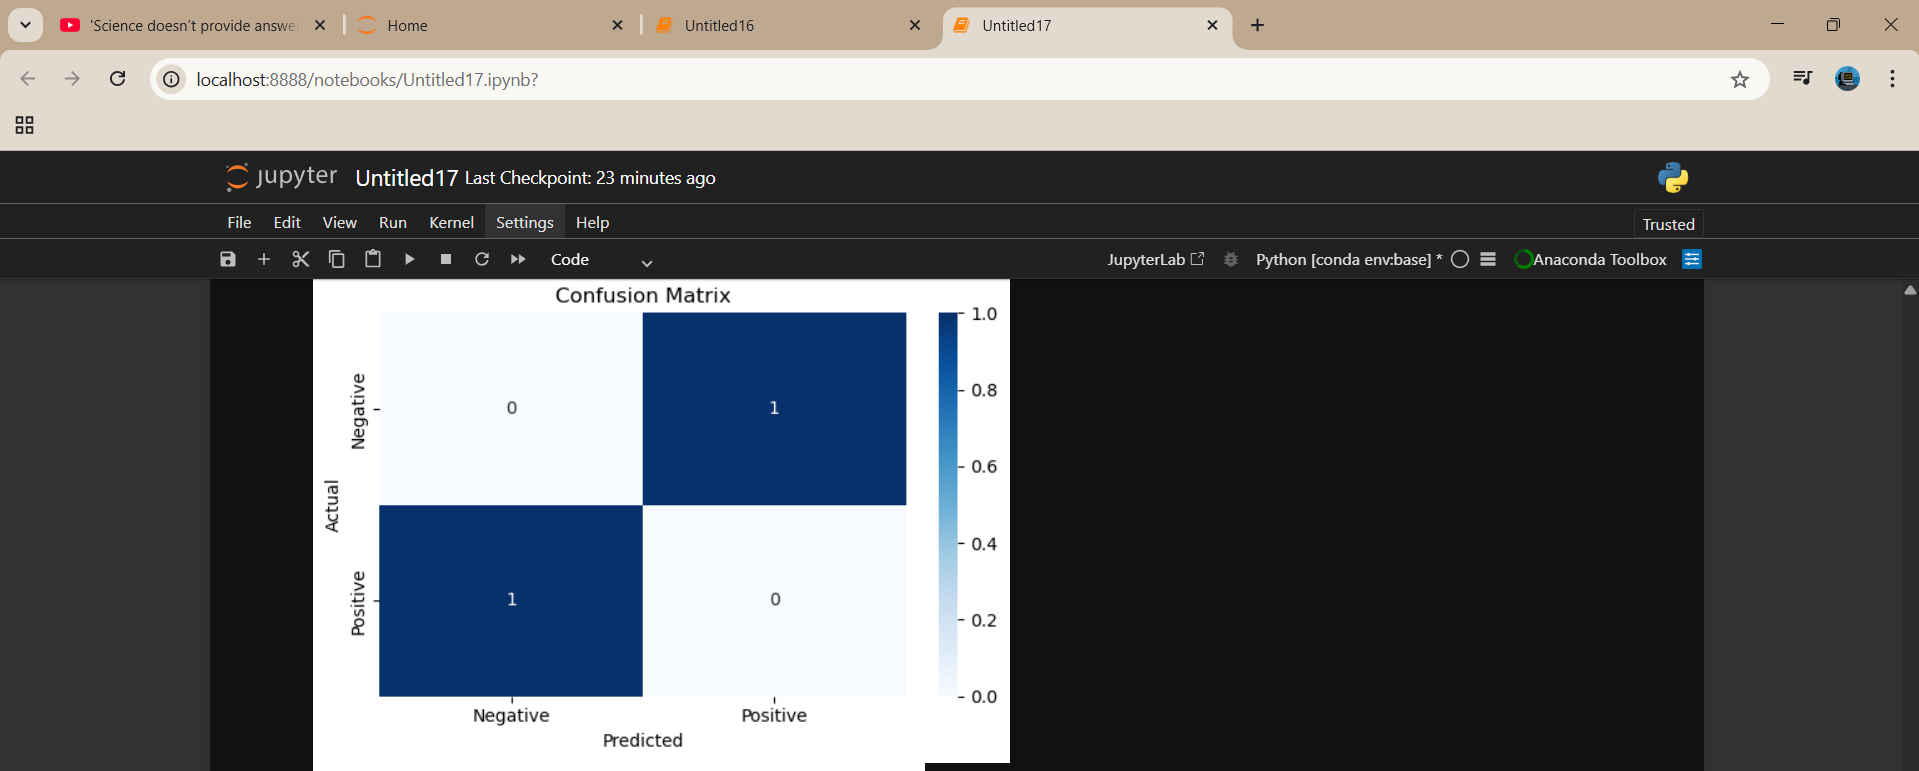 'Science doesn't provide answe
Home
Untitled16
Untitled17
localhost:8888/notebooks/Untitled17.ipynb?
jupyter Untitled17 Last Checkpoint: 23 minutes ago
File Edit View Run Kernel Settings Help
Trusted
Code
JupyterLab
Python [conda env:base] *
Anaconda Toolbox
Confusion Matrix
Actual
Negative
0 1
Positive
1 0
Negative Positive
Predicted
1.0
0.8
0.6
0.4
0.2
0.0